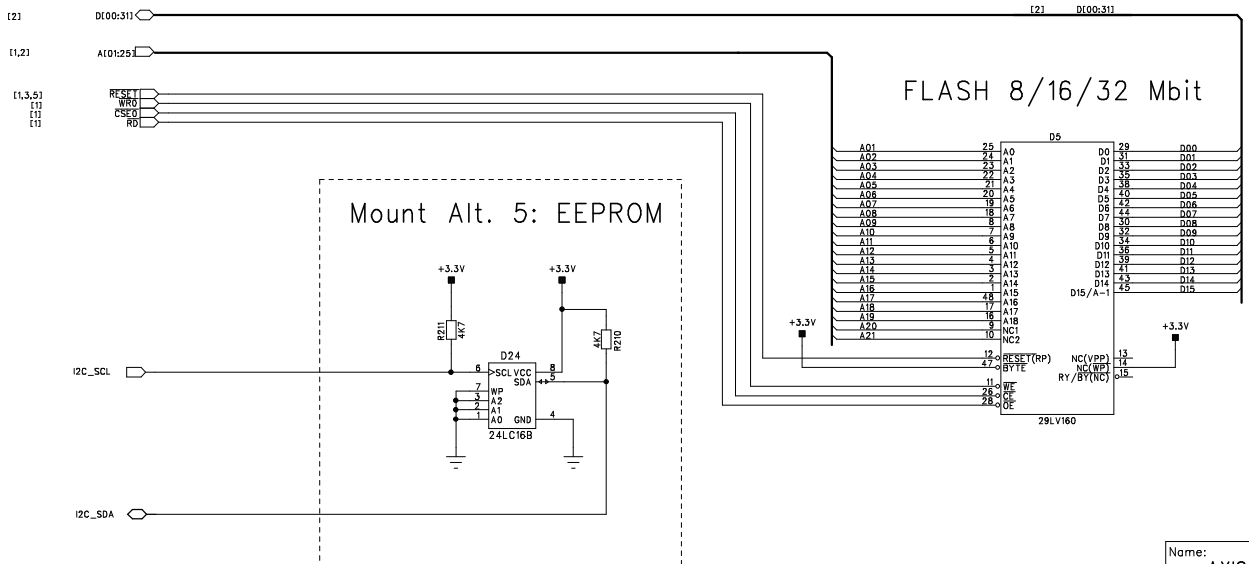 [2] D[00:31] [2] D[00:31]
[1,2] A[01:25]
FLASH 8/16/32 Mbit
[1,3,5] RESET
[1] WR0
[1] CSE0
[1] RD
D5
A01 25 A0 D0 29 D00
A02 24 A1 D1 31 D01
A03 23 A2 D2 33 D02
A04 22 A3 D3 35 D03
A05 21 A4 D4 38 D04
A06 20 A5 D5 40 D05
A07 19 A6 D6 42 D06
A08 18 A7 D7 44 D07
A09 8 A8 D8 30 D08
A10 7 A9 D9 32 D09
A11 6 A10 D10 34 D10
A12 5 A11 D11 36 D11
A13 4 A12 D12 39 D12
A14 3 A13 D13 41 D13
A15 2 A14 D14 43 D14
A16 1 A15 D15/A-1 45 D15
A17 48 A16
A18 17 A17
A19 16 A18
A20 9 NC1
A21 10 NC2
+3.3V +3.3V
12 RESET(RP) NC(VPP) 13
47 BYTE NC(WP) 14
RY/BY(NC) 15
11 WE
26 CE
28 OE
29LV160
Mount Alt. 5: EEPROM
+3.3V +3.3V
R211 4K7 4K7 R210
D24
I2C_SCL 6 >SCL VCC 8
SDA 5
7 WP
3 A2
2 A1
1 A0 GND 4
24LC16B
I2C_SDA
Name: